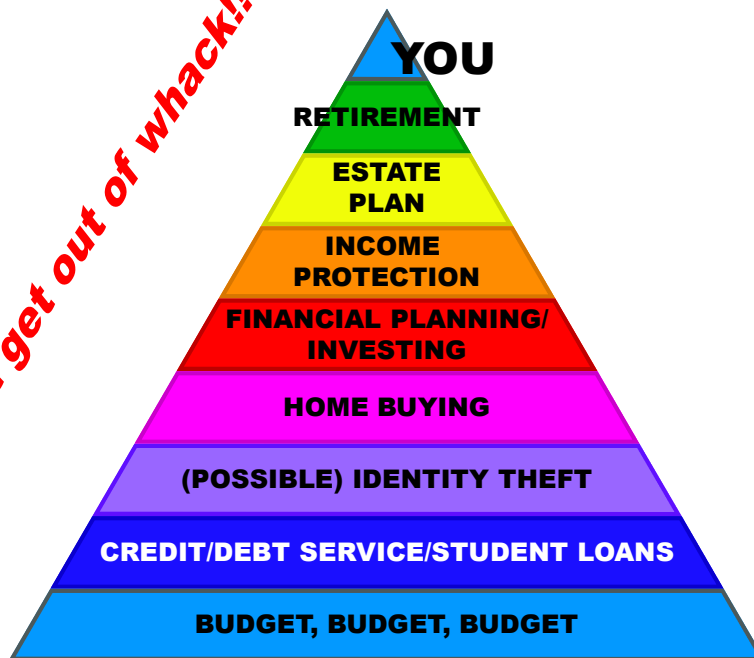 get out of whack!!
YOU
RETIREMENT
ESTATE
PLAN
INCOME
PROTECTION
FINANCIAL PLANNING/
INVESTING
HOME BUYING
(POSSIBLE) IDENTITY THEFT
CREDIT/DEBT SERVICE/STUDENT LOANS
BUDGET, BUDGET, BUDGET